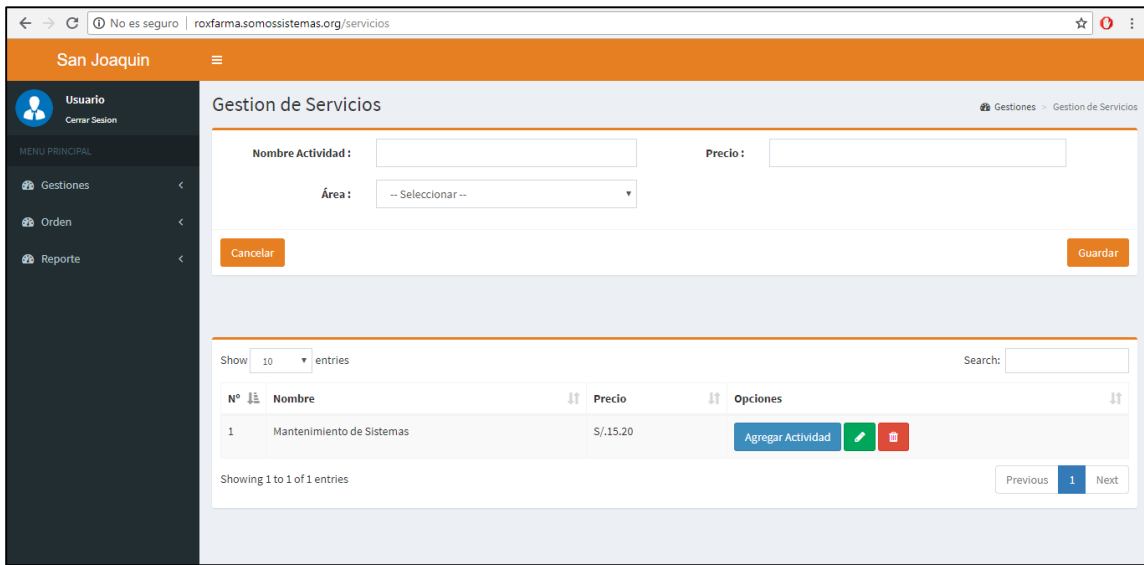 No es seguro | roxfarma.somossistemas.org/servicios
San Joaquin
Usuario
Cerrar Sesion
MENU PRINCIPAL
Gestiones
Orden
Reporte
Gestion de Servicios
Gestiones > Gestion de Servicios
Nombre Actividad :
Precio :
Área :
-- Seleccionar --
Cancelar
Guardar
Show 10 entries
Search:
Nº Nombre Precio Opciones
1 Mantenimiento de Sistemas S/.15.20 Agregar Actividad
Showing 1 to 1 of 1 entries
Previous 1 Next